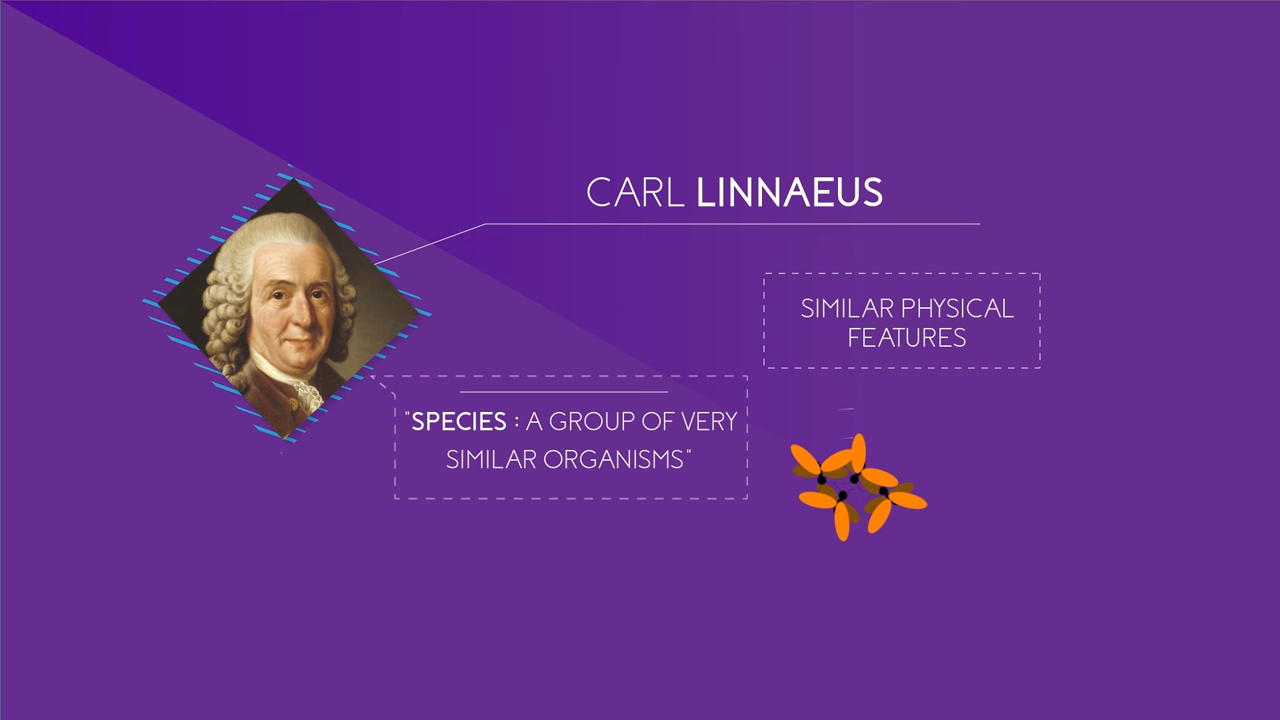 CARL LINNAEUS
SIMILAR PHYSICAL
FEATURES
"SPECIES : A GROUP OF VERY
SIMILAR ORGANISMS"